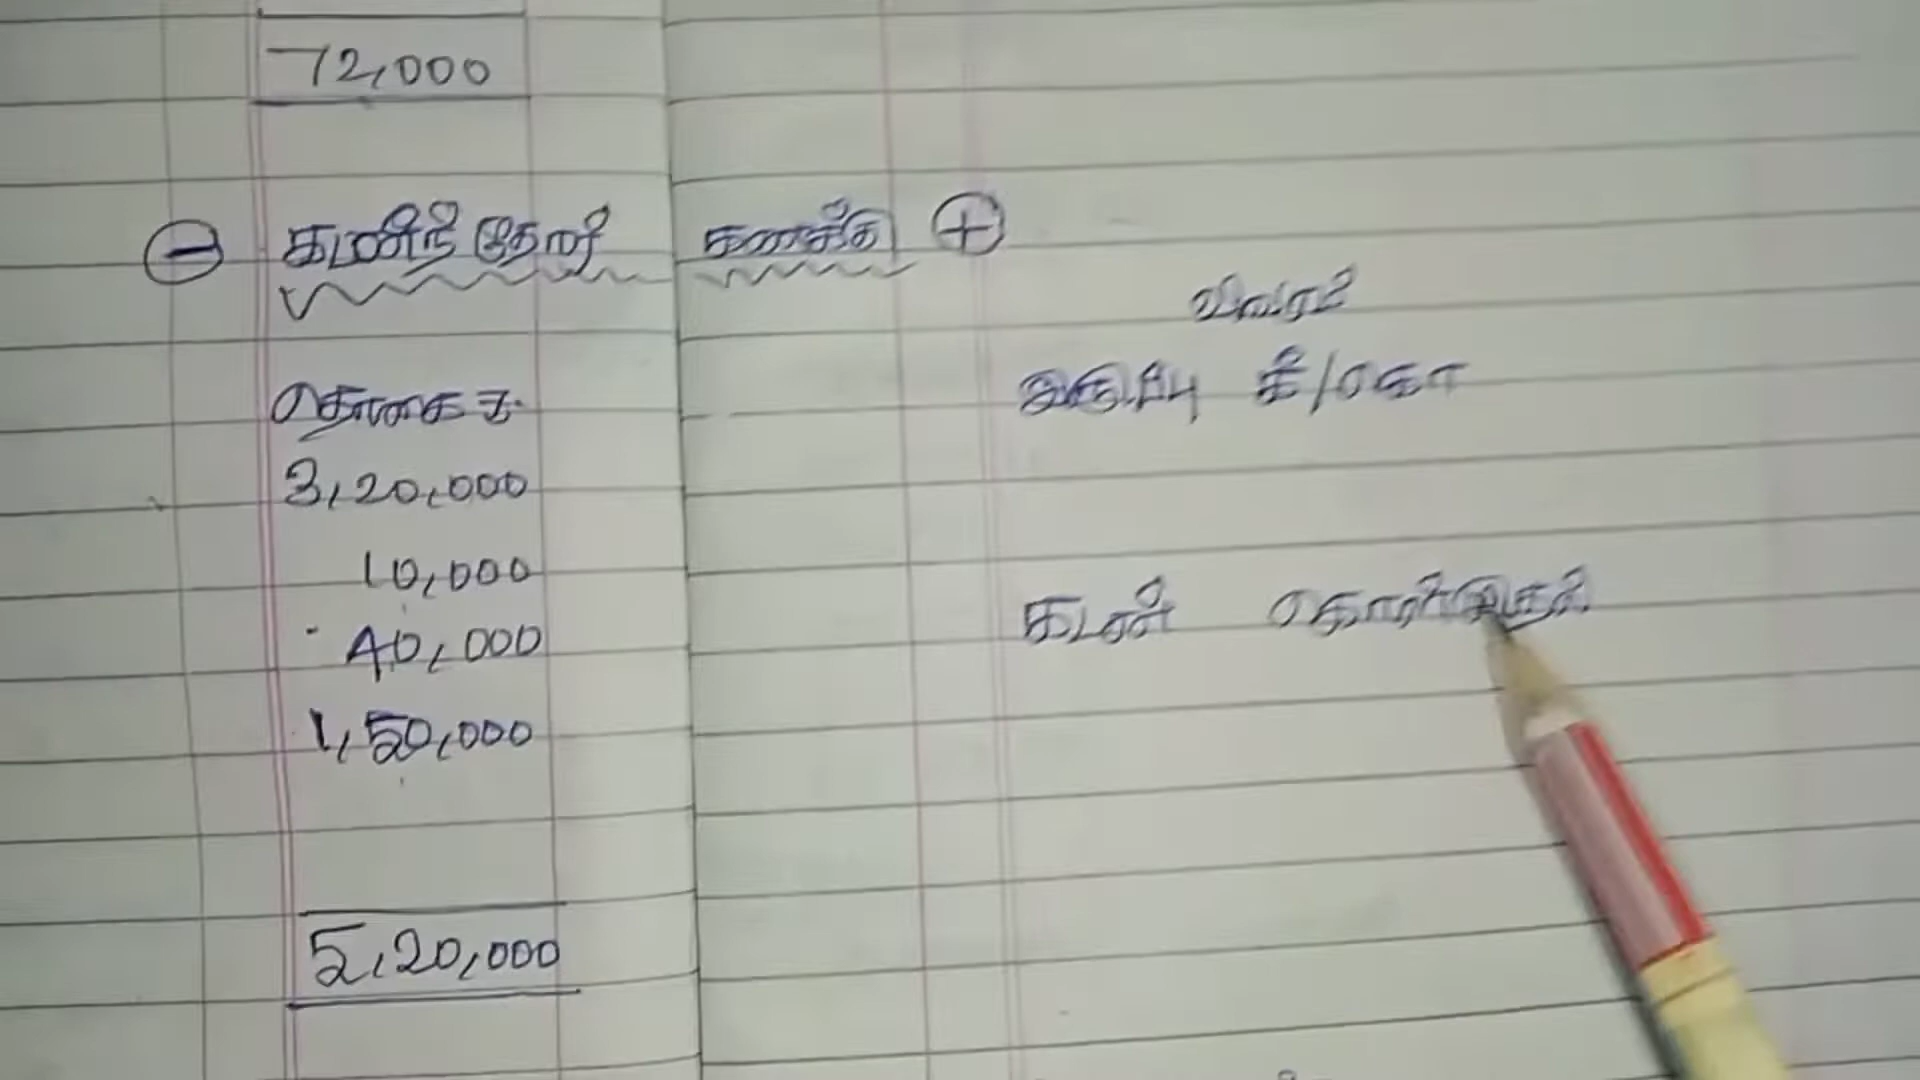 72,000
⊖ கடனீந்தோர் கணக்கு ⊕
விவரம்
தொகை ரூ.
இருப்பு கீ/கொ
3,20,000
10,000
கடன் கொள்முதல்
40,000
1,50,000
5,20,000